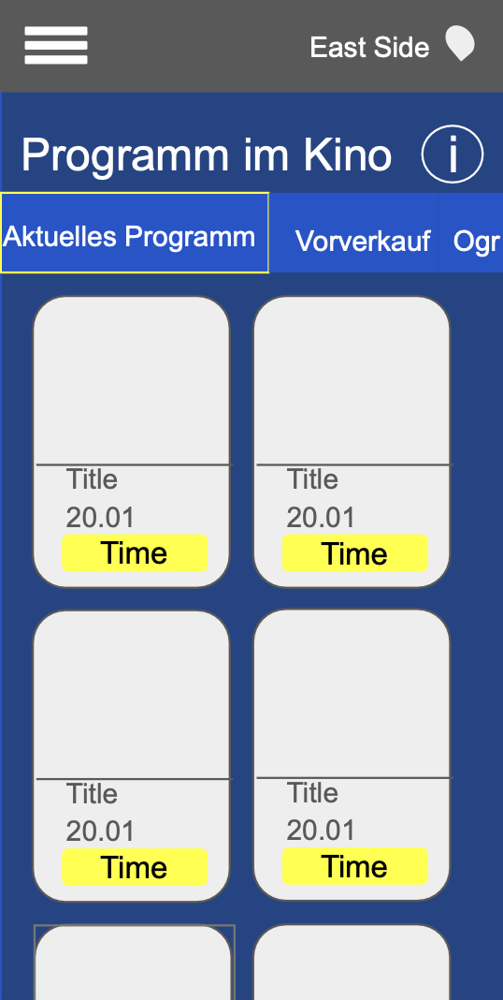 East Side
Programm im Kino i
Aktuelles Programm Vorverkauf Ogr
Title Title
20.01 20.01
Time Time
Title Title
20.01 20.01
Time Time